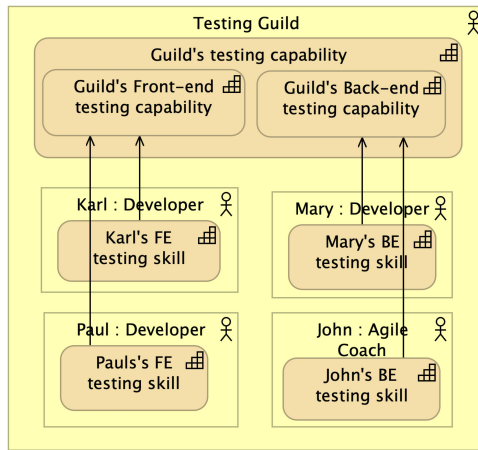 Testing Guild
Guild's testing capability
Guild's Front-end
testing capability
Guild's Back-end
testing capability
Karl : Developer
Karl's FE
testing skill
Mary : Developer
Mary's BE
testing skill
Paul : Developer
Pauls's FE
testing skill
John : Agile
Coach
John's BE
testing skill